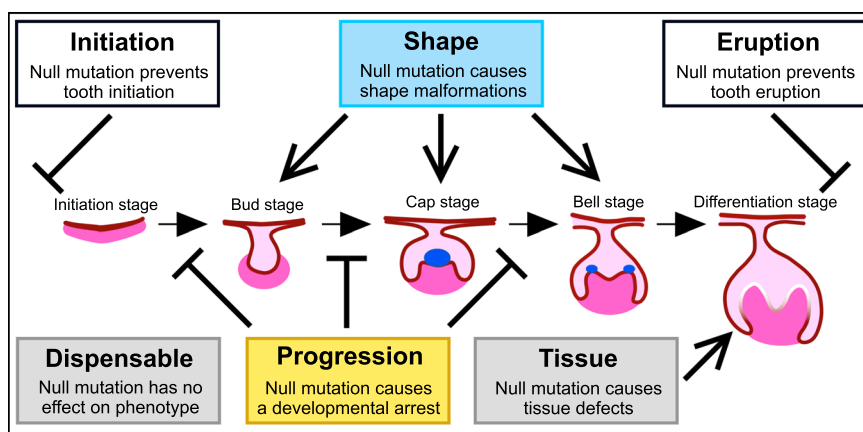 Initiation
Null mutation prevents
tooth initiation
Shape
Null mutation causes
shape malformations
Eruption
Null mutation prevents
tooth eruption
Initiation stage
Bud stage
Cap stage
Bell stage
Differentiation stage
Dispensable
Null mutation has no
effect on phenotype
Progression
Null mutation causes
a developmental arrest
Tissue
Null mutation causes
tissue defects